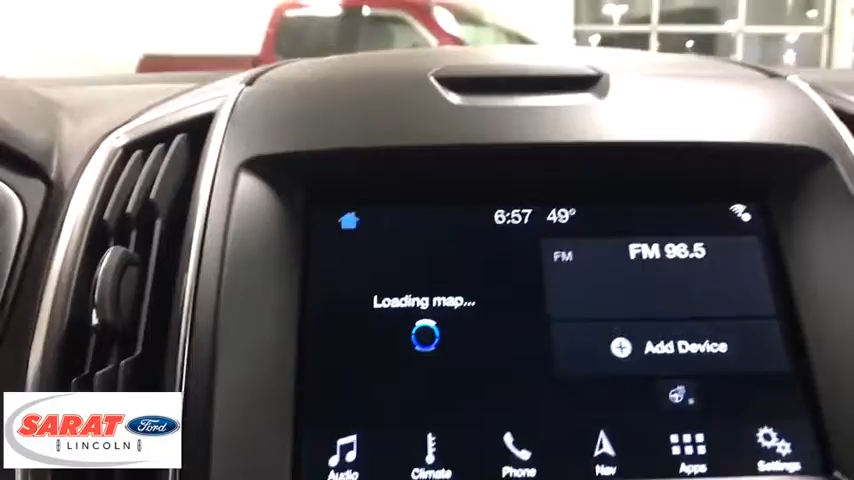 6:57 49°
FM FM 98.5
Loading map...
Add Device
Audio Climate Phone Nav Apps Settings
SARAT Ford
LINCOLN